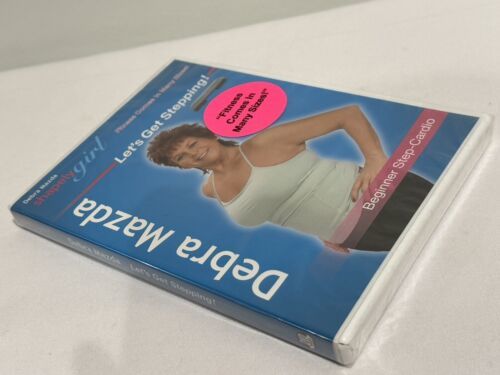 Debra Mazda
shapely girl
Fitness Comes in Many Sizes!
Let's Get Stepping!
"Fitness
Comes in
Many Sizes!"
Debra Mazda
Beginner Step-Cardio
Debra Mazda Let's Get Stepping!